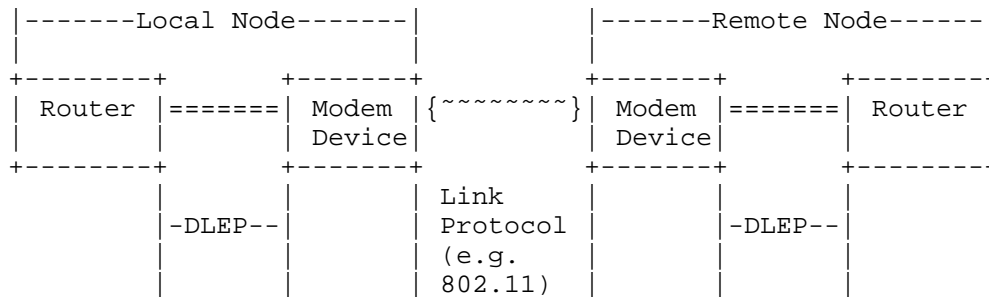 |-------Local Node-------|          |-------Remote Node------
|                        |          |
+--------+       +-------+          +-------+       +---------
| Router |=======| Modem |{~~~~~~~~}| Modem |=======| Router
|        |       | Device|          | Device|       |
+--------+       +-------+          +-------+       +---------
         |       |       | Link     |       |       |
         |-DLEP--|       | Protocol |       |-DLEP--|
         |       |       | (e.g.    |       |       |
         |       |       | 802.11)  |       |       |